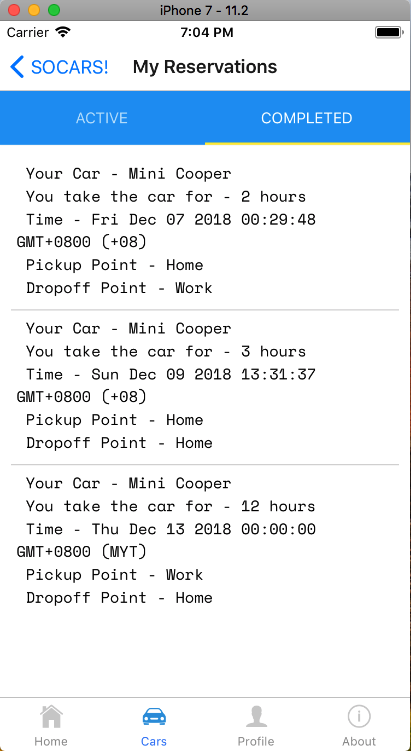 iPhone 7 - 11.2
Carrier 7:04 PM
SOCARS! My Reservations
ACTIVE COMPLETED
Your Car - Mini Cooper
You take the car for - 2 hours
Time - Fri Dec 07 2018 00:29:48
GMT+0800 (+08)
Pickup Point - Home
Dropoff Point - Work
Your Car - Mini Cooper
You take the car for - 3 hours
Time - Sun Dec 09 2018 13:31:37
GMT+0800 (+08)
Pickup Point - Home
Dropoff Point - Home
Your Car - Mini Cooper
You take the car for - 12 hours
Time - Thu Dec 13 2018 00:00:00
GMT+0800 (MYT)
Pickup Point - Work
Dropoff Point - Home
Home Cars Profile About